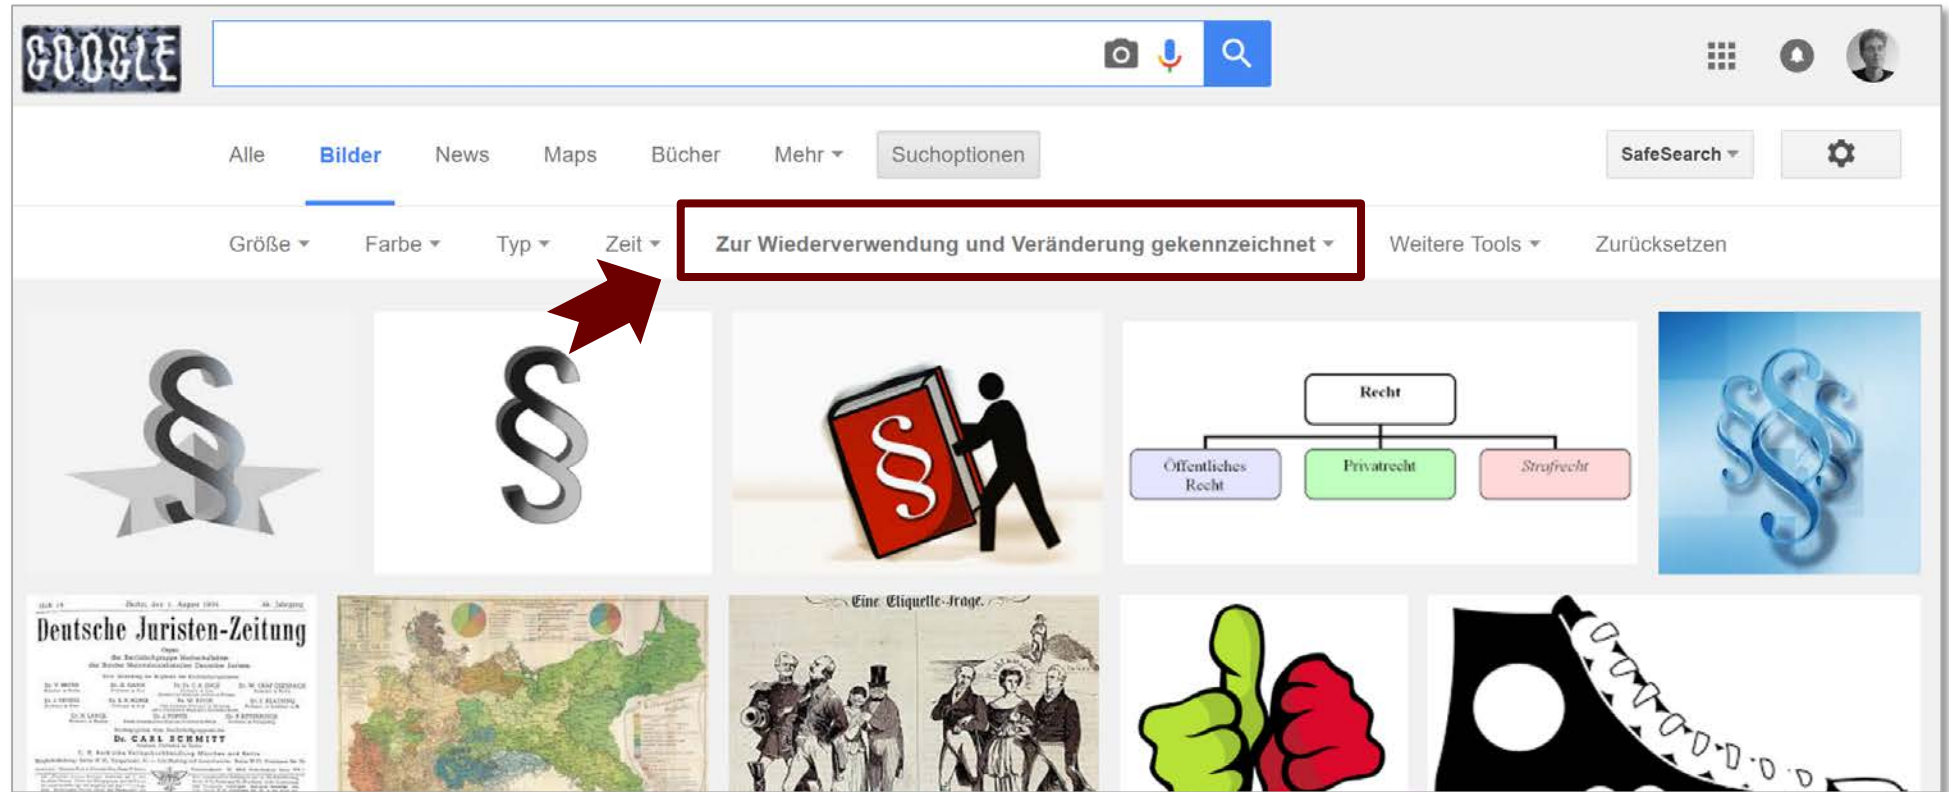 GOOGLE
Alle Bilder News Maps Bücher Mehr Suchoptionen SafeSearch
Größe Farbe Typ Zeit Zur Wiederverwendung und Veränderung gekennzeichnet Weitere Tools Zurücksetzen
Recht
Öffentliches Recht
Privatrecht
Strafrecht
Deutsche Juristen-Zeitung
Dr. CARL SCHMITT
Eine Etiquette-Frage.